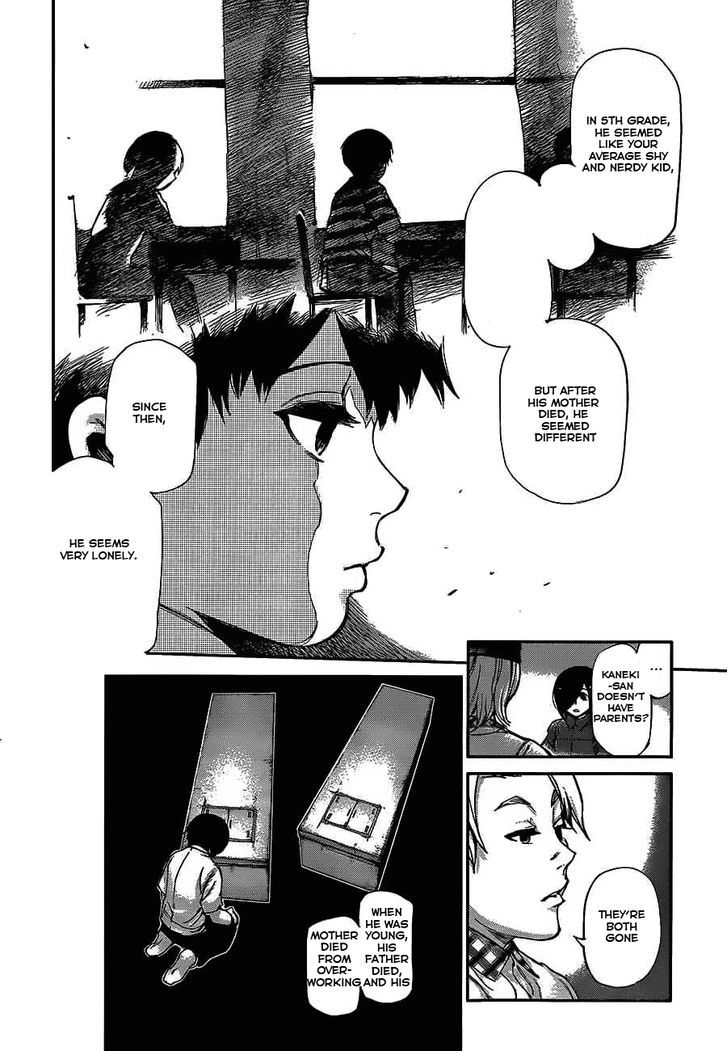 IN 5TH GRADE,
HE SEEMED
LIKE YOUR
AVERAGE SHY
AND NERDY KID,
BUT AFTER
HIS MOTHER
DIED, HE
SEEMED
DIFFERENT
SINCE
THEN,
HE SEEMS
VERY LONELY.
...
KANEKI
-SAN
DOESN'T
HAVE
PARENTS?
THEY'RE
BOTH
GONE
WHEN
HE WAS
YOUNG,
HIS
FATHER
DIED,
AND HIS
MOTHER
DIED
FROM
OVER-
WORKING